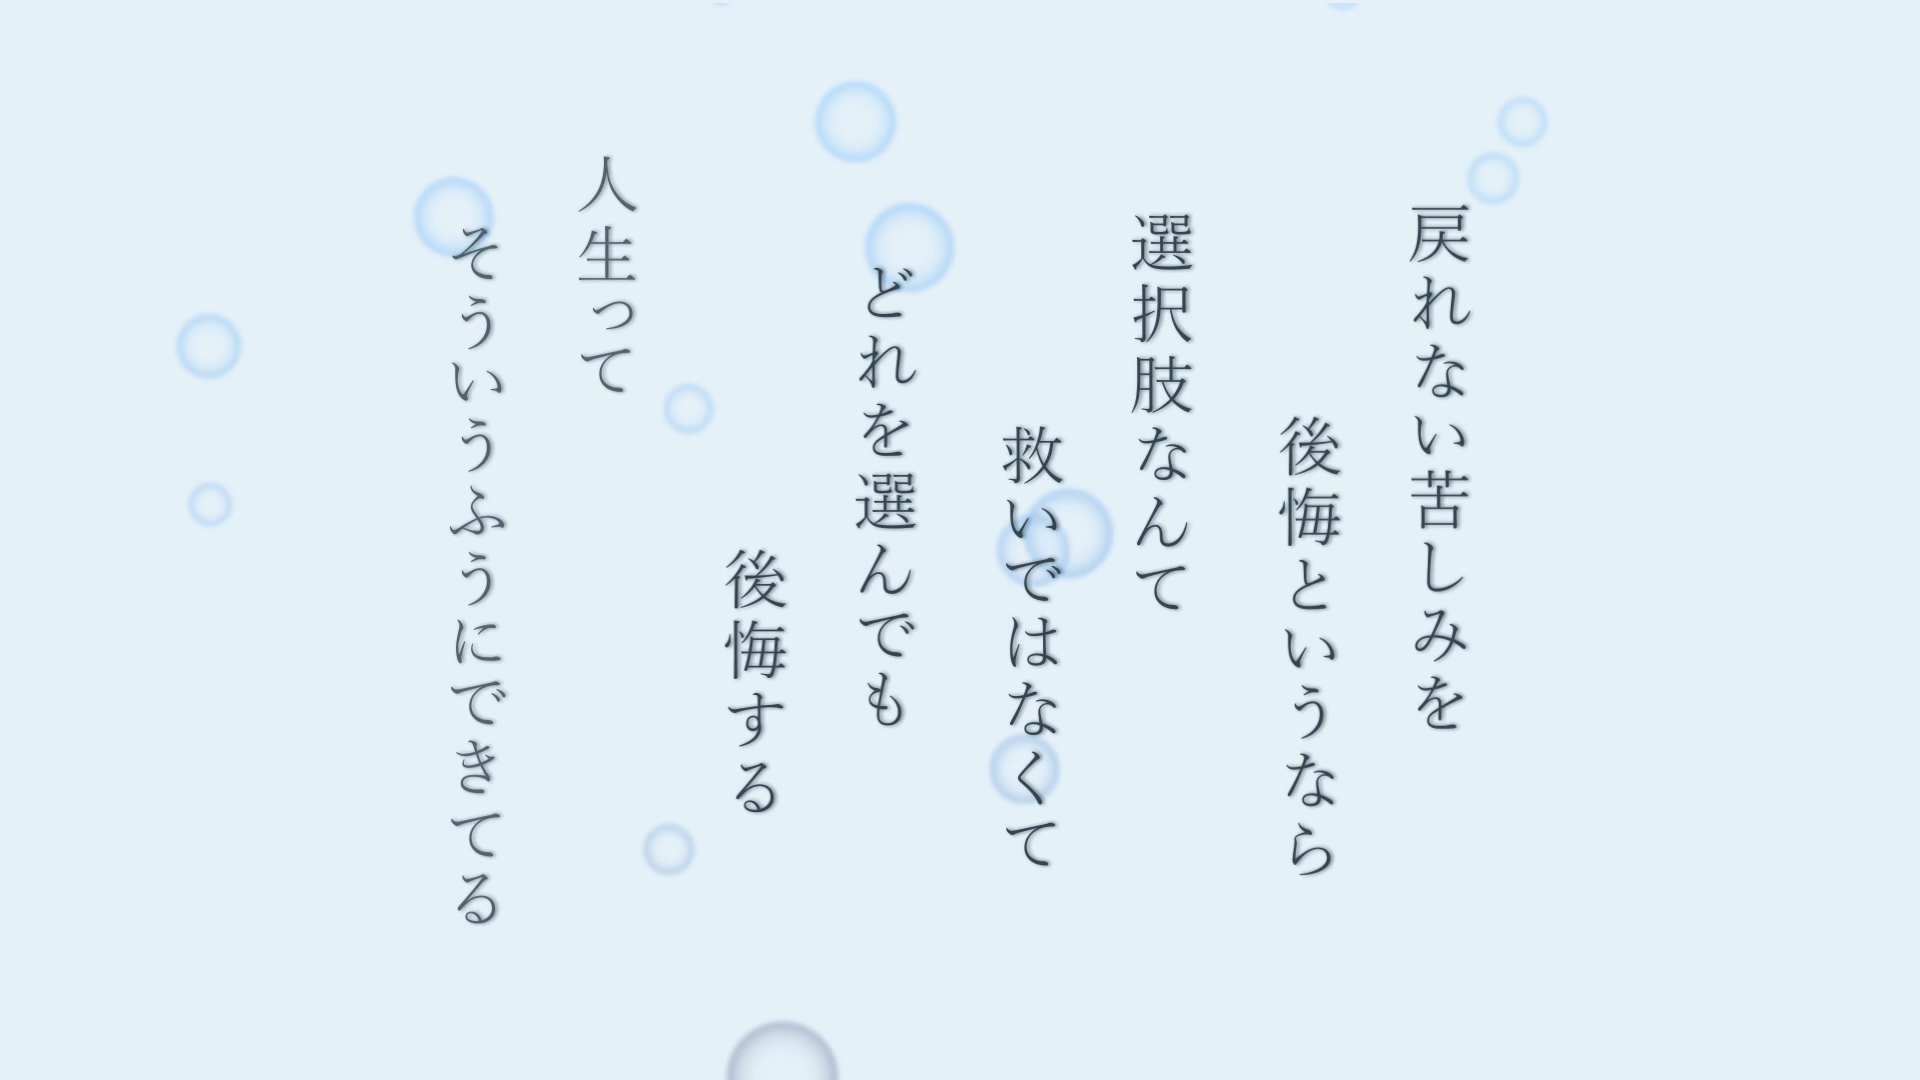 戻れない苦しみを
後悔というなら
選択肢なんて
救いではなくて
どれを選んでも
後悔する
人生って
そういうふうにできてる